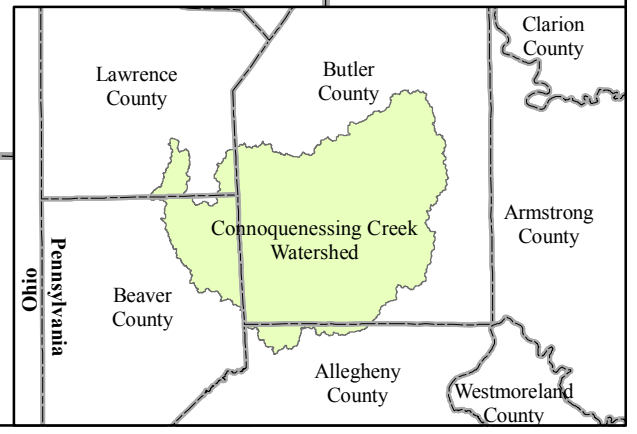 Clarion
County
Lawrence
County
Butler
County
Connoquenessing Creek
Watershed
Armstrong
County
Pennsylvania
Ohio
Beaver
County
Allegheny
County
Westmoreland
County